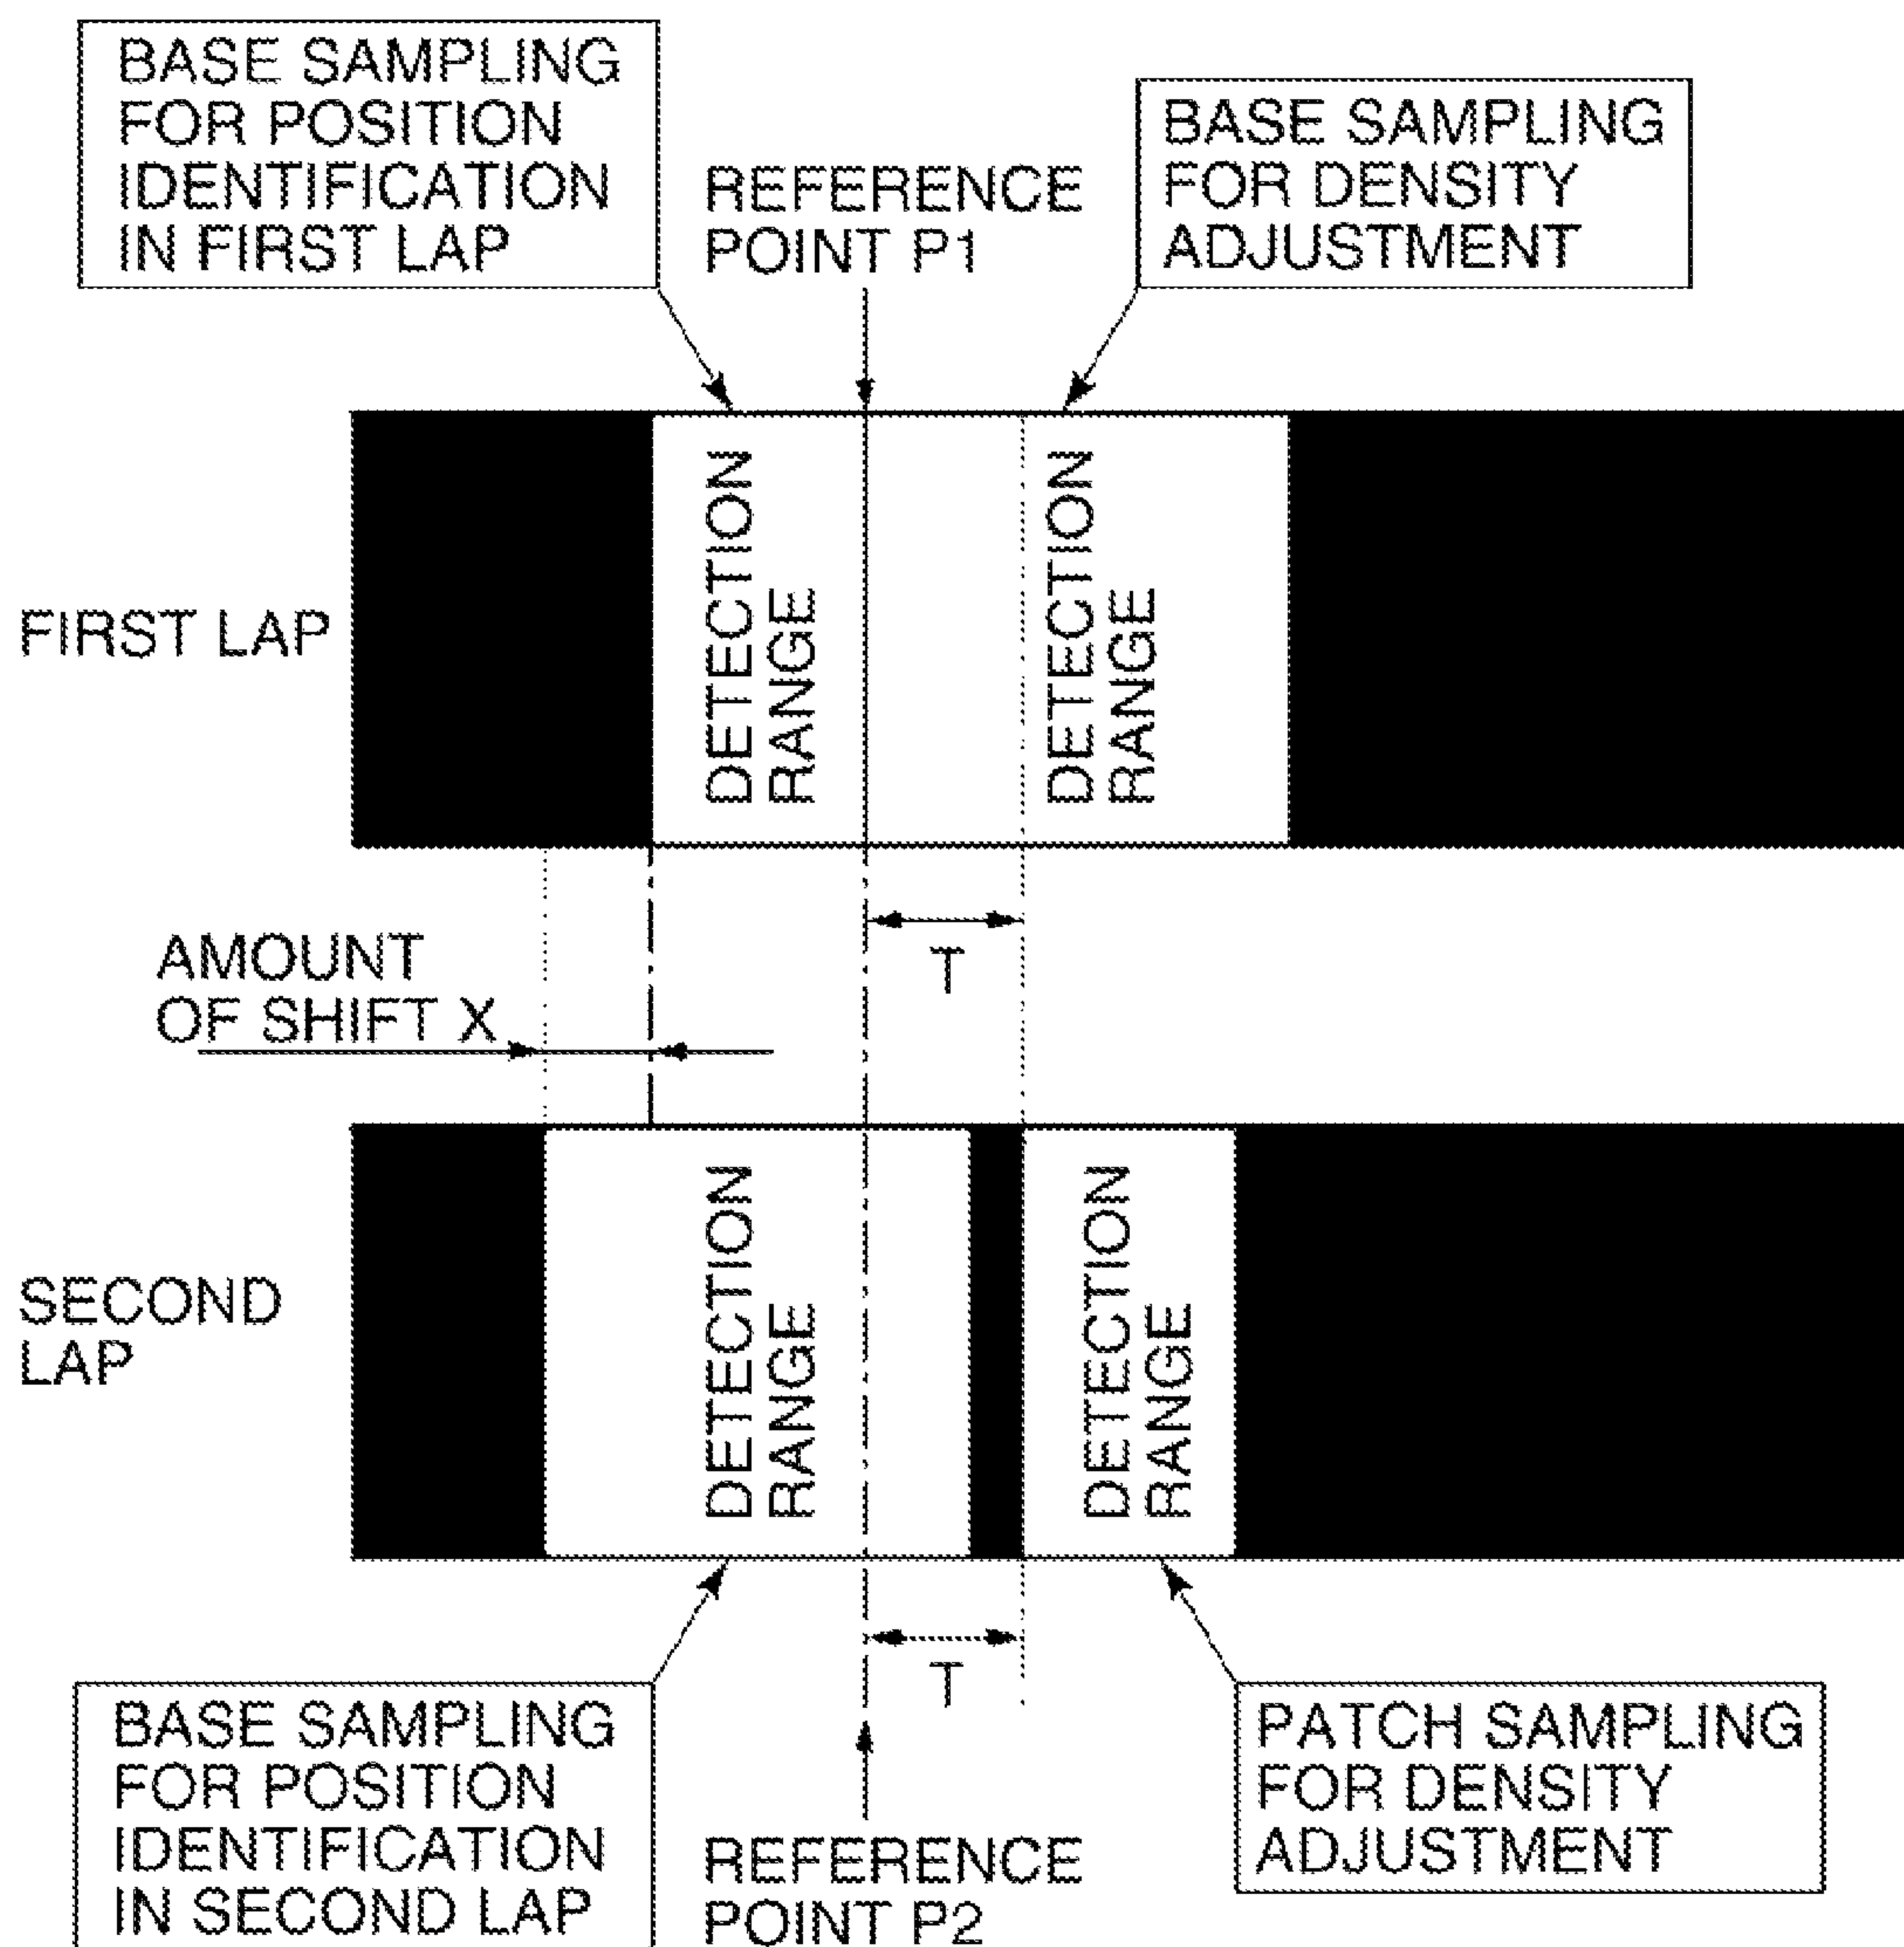 BASE SAMPLING
FOR POSITION
IDENTIFICATION
IN FIRST LAP
REFERENCE
POINT P1
BASE SAMPLING
FOR DENSITY
ADJUSTMENT
FIRST LAP
DETECTION
RANGE
DETECTION
RANGE
AMOUNT
OF SHIFT X
T
SECOND
LAP
DETECTION
RANGE
DETECTION
RANGE
T
BASE SAMPLING
FOR POSITION
IDENTIFICATION
IN SECOND LAP
REFERENCE
POINT P2
PATCH SAMPLING
FOR DENSITY
ADJUSTMENT